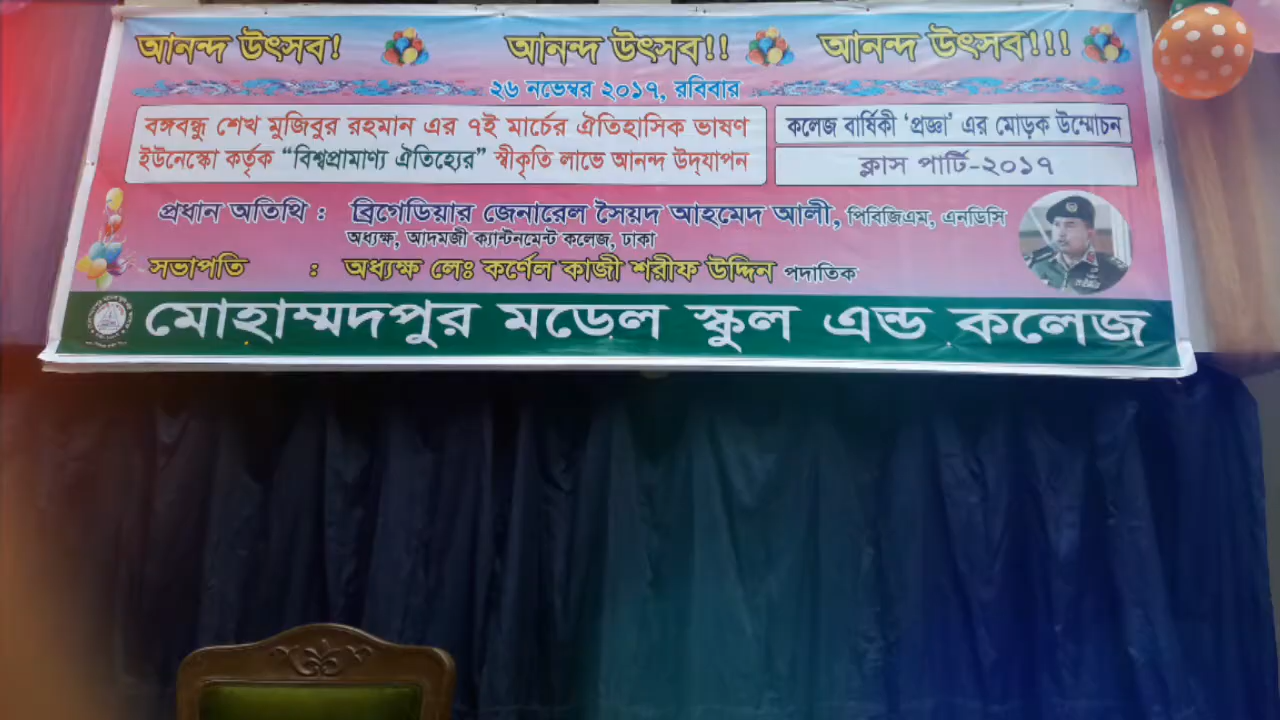 আনন্দ উৎসব! আনন্দ উৎসব!! আনন্দ উৎসব!!!
২৬ নভেম্বর ২০১৭, রবিবার
বঙ্গবন্ধু শেখ মুজিবুর রহমান এর ৭ই মার্চের ঐতিহাসিক ভাষণ
ইউনেস্কো কর্তৃক “বিশ্বপ্রামাণ্য ঐতিহ্যের” স্বীকৃতি লাভে আনন্দ উদ্‌যাপন
কলেজ বার্ষিকী ‘প্রজ্ঞা’ এর মোড়ক উম্মোচন
ক্লাস পার্টি-২০১৭
প্রধান অতিথি : ব্রিগেডিয়ার জেনারেল সৈয়দ আহমেদ আলী, পিবিজিএম, এনডিসি
অধ্যক্ষ, আদমজী ক্যান্টনমেন্ট কলেজ, ঢাকা
সভাপতি : অধ্যক্ষ লেঃ কর্ণেল কাজী শরীফ উদ্দিন পদাতিক
মোহাম্মদপুর মডেল স্কুল এন্ড কলেজ